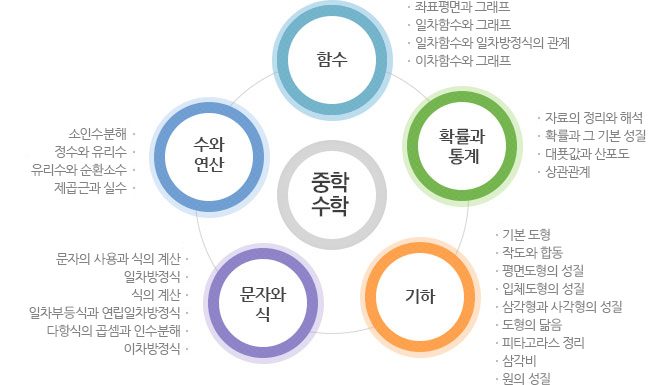 함수
· 좌표평면과 그래프
· 일차함수와 그래프
· 일차함수와 일차방정식의 관계
· 이차함수와 그래프
확률과
통계
· 자료의 정리와 해석
· 확률과 그 기본 성질
· 대푯값과 산포도
· 상관관계
수와
연산
소인수분해 ·
정수와 유리수 ·
유리수와 순환소수 ·
제곱근과 실수 ·
중학
수학
문자와
식
문자의 사용과 식의 계산 ·
일차방정식 ·
식의 계산 ·
일차부등식과 연립일차방정식 ·
다항식의 곱셈과 인수분해 ·
이차방정식 ·
기하
· 기본 도형
· 작도와 합동
· 평면도형의 성질
· 입체도형의 성질
· 삼각형과 사각형의 성질
· 도형의 닮음
· 피타고라스 정리
· 삼각비
· 원의 성질